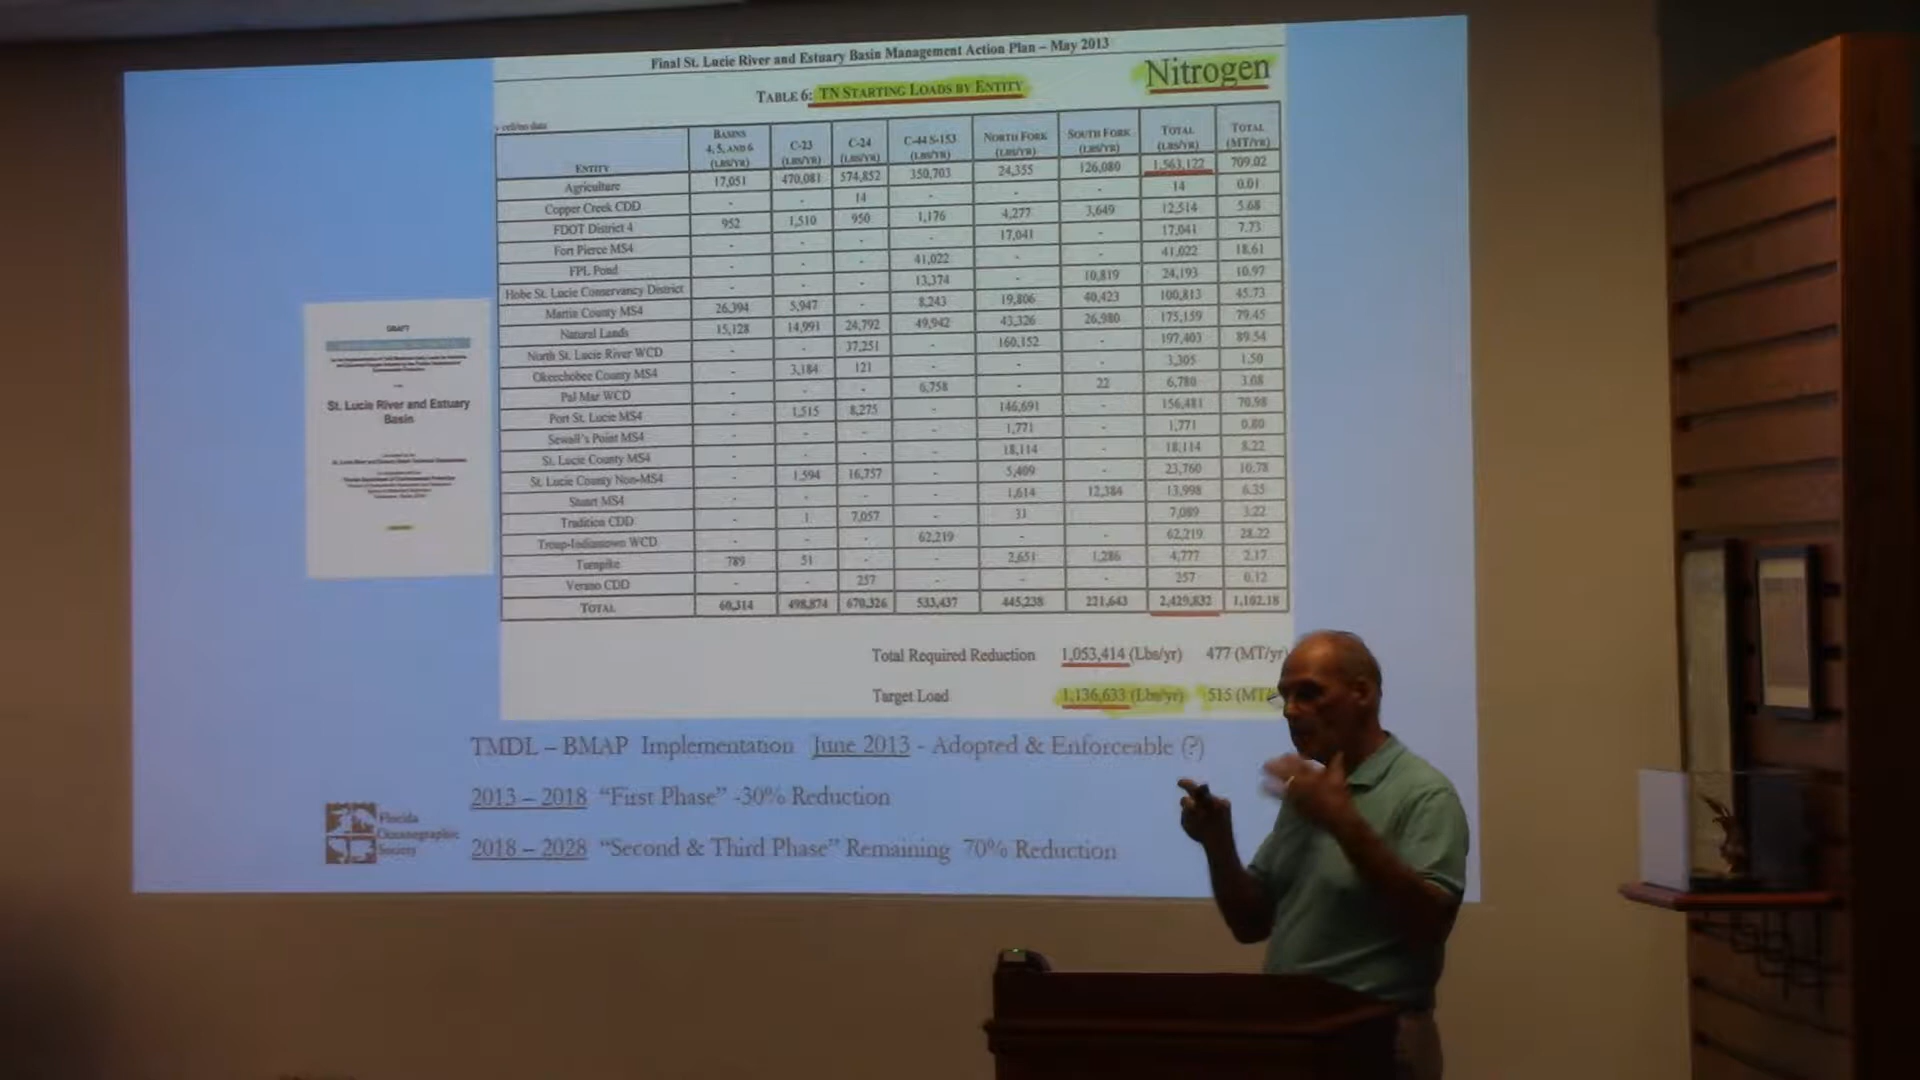 Final St. Lucie River and Estuary Basin Management Action Plan – May 2013
Nitrogen
TABLE 6: TN STARTING LOADS BY ENTITY
ENTITY BASINS 4, 5, AND 6 (LBS/YR) C-23 (LBS/YR) C-24 (LBS/YR) C-44 S-153 (LBS/YR) NORTH FORK (LBS/YR) SOUTH FORK (LBS/YR) TOTAL (LBS/YR) TOTAL (MT/YR)
Agriculture 17,051 470,081 574,852 350,703 24,355 126,080 1,563,122 709.02
Copper Creek CDD - - 14 - - - 14 0.01
FDOT District 4 952 1,510 950 1,176 4,277 3,649 12,514 5.68
Fort Pierce MS4 - - - - 17,041 - 17,041 7.73
FPL Pond - - - 41,022 - - 41,022 18.61
Hobe St. Lucie Conservancy District - - - 13,374 - 10,819 24,193 10.97
Martin County MS4 26,394 5,947 - 8,243 19,806 40,423 100,813 45.73
Natural Lands 15,128 14,991 24,792 49,942 43,326 26,980 175,159 79.45
North St. Lucie River WCD - - 37,251 - 160,152 - 197,403 89.54
Okeechobee County MS4 - 3,184 121 - - - 3,305 1.50
Pal Mar WCD - - - 6,758 - 22 6,780 3.08
Port St. Lucie MS4 - 1,515 8,275 - 146,691 - 156,481 70.98
Sewall's Point MS4 - - - - 1,771 - 1,771 0.80
St. Lucie County MS4 - - - - 18,114 - 18,114 8.22
St. Lucie County Non-MS4 - 1,594 16,757 - 5,409 - 23,760 10.78
Stuart MS4 - - - - 1,614 12,384 13,998 6.35
Tradition CDD - 1 7,057 - 31 7,089 3.22
Troup-Indiantown WCD - - - 62,219 - - 62,219 28.22
Turnpike 789 51 - - 2,651 1,286 4,777 2.17
Verano CDD - - 257 - - - 257 0.12
TOTAL 60,314 498,874 670,326 533,437 445,238 221,643 2,429,832 1,102.18
Total Required Reduction 1,053,414 (Lbs/yr) 477 (MT/yr)
Target Load 1,136,633 (Lbs/yr) 515 (MT/
DRAFT
St. Lucie River and Estuary
Basin
TMDL – BMAP Implementation June 2013 - Adopted & Enforceable (?)
2013 – 2018 “First Phase” -30% Reduction
2018 – 2028 “Second & Third Phase” Remaining 70% Reduction
Florida
Oceanographic
Society